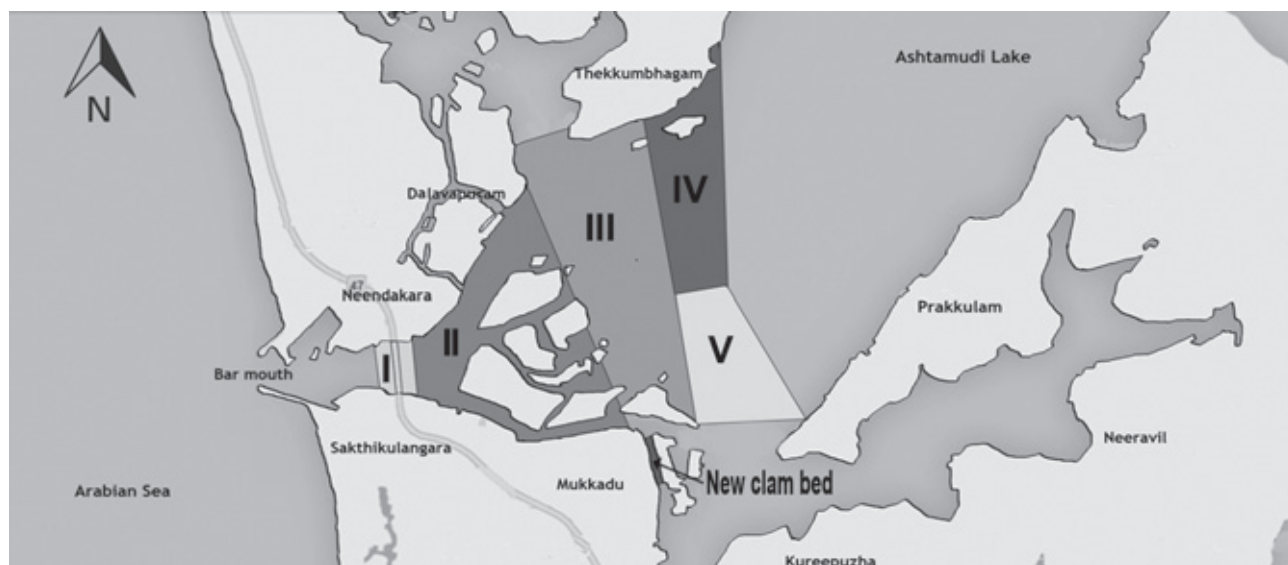 Ashtamudi Lake
Thekkumbhagam
N
IV
Dalavapuram
III
47
Neendakara
Prakkulam
II
V
I
Bar mouth
Neeravil
Sakthikulangara
Mukkadu
New clam bed
Arabian Sea
Kureepuzha